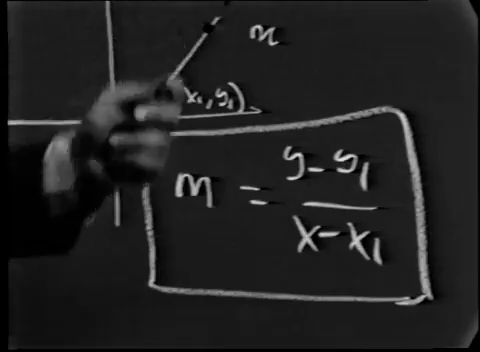 m
x₁, y₁)
m = y-y₁
x-x₁